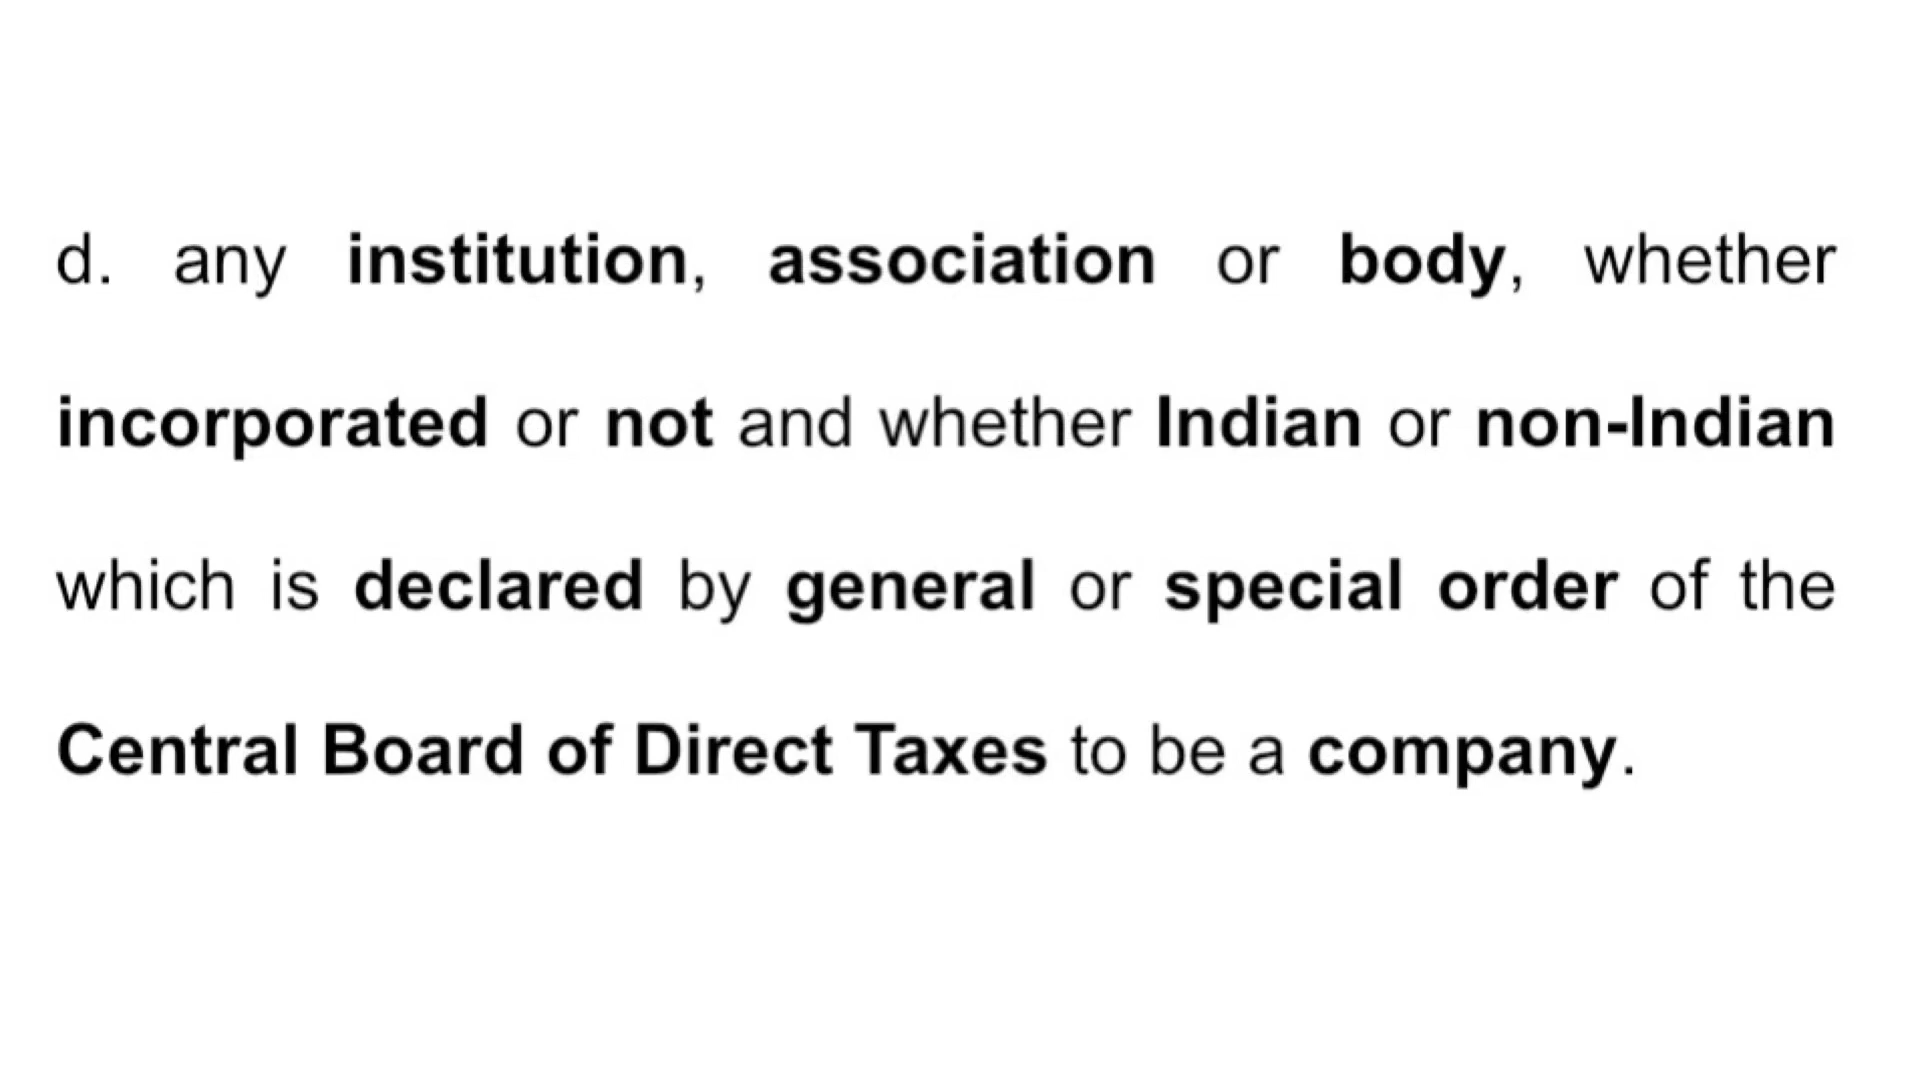 d. any institution, association or body, whether
incorporated or not and whether Indian or non-Indian
which is declared by general or special order of the
Central Board of Direct Taxes to be a company.